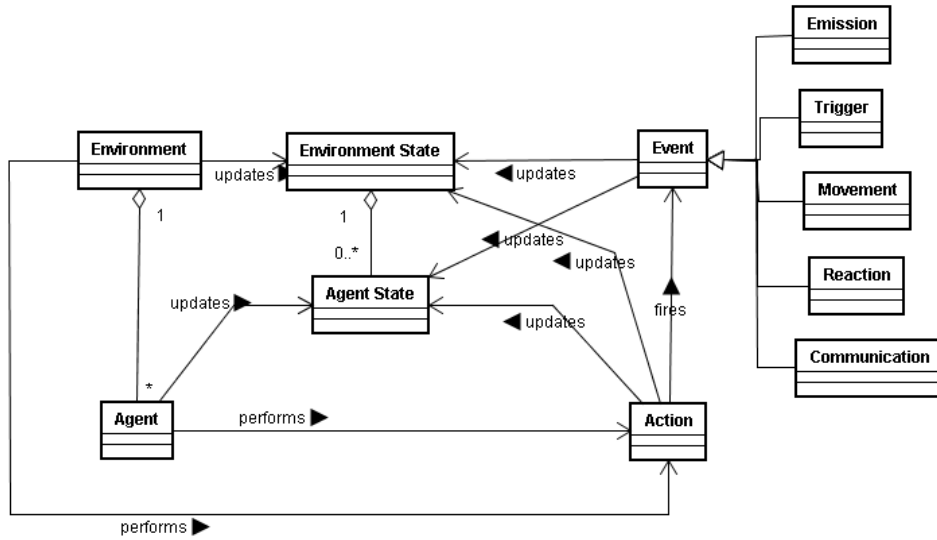 Emission
Trigger
Environment
Environment State
Event
updates
updates
1
1
Movement
0..*
updates
updates
Agent State
Reaction
updates
updates
fires
Communication
*
Agent
performs
Action
performs